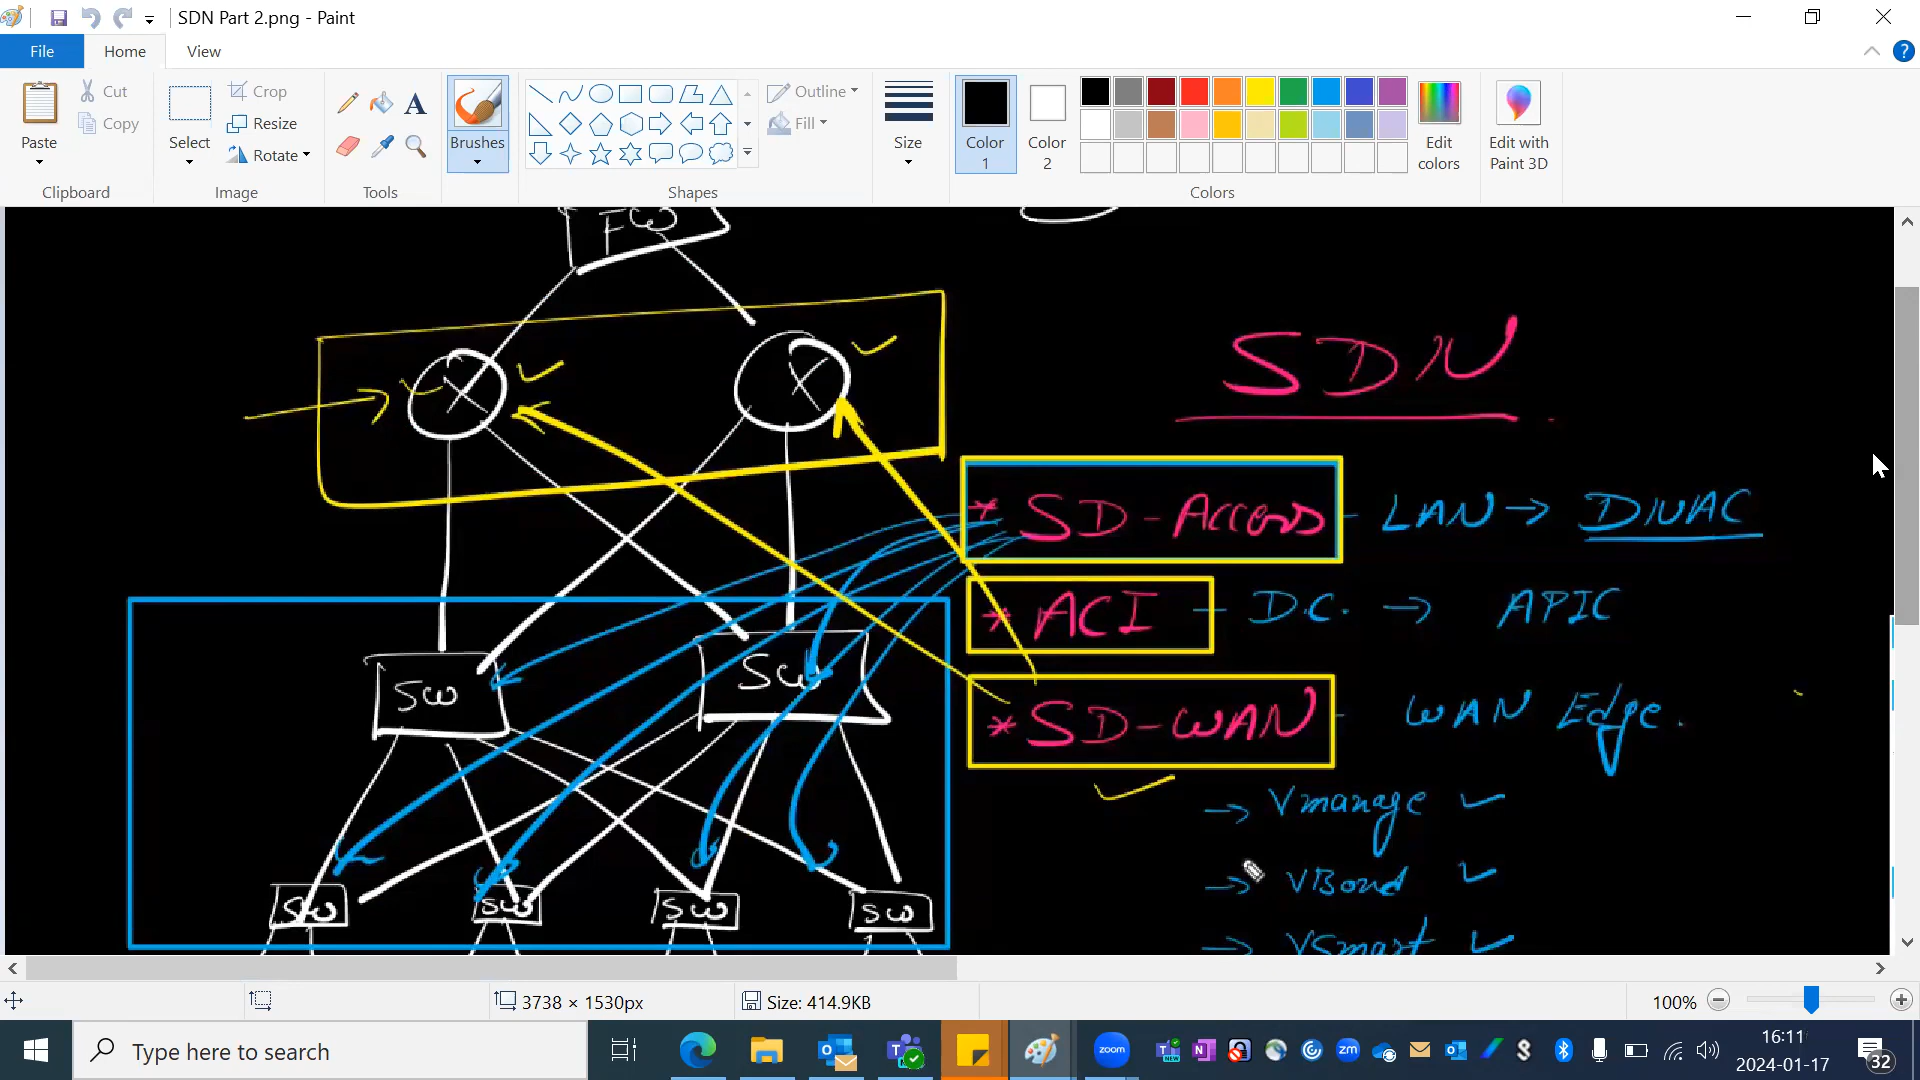 SDN Part 2.png - Paint
File
Home
View
Paste
Cut
Copy
Clipboard
Select
Crop
Resize
Rotate
Image
Tools
Brushes
Shapes
Outline
Fill
Size
Color 1
Color 2
Colors
Edit colors
Edit with Paint 3D
FW
SDN
* SD-Access - LAN → DNAC
* ACI - D.C. → APIC
* SD-WAN - WAN Edge.
→ Vmanage ✓
→ VBond ✓
→ VSmart ✓
SW
SW
SW
SW
SW
SW
3738 × 1530px
Size: 414.9KB
100%
Type here to search
zoom
zm
16:11
2024-01-17
32